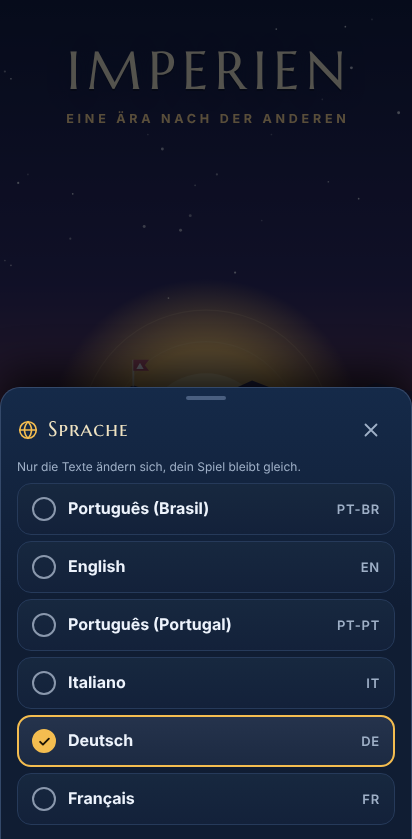 IMPERIEN
EINE ÄRA NACH DER ANDEREN
Sprache
Nur die Texte ändern sich, dein Spiel bleibt gleich.
Português (Brasil) PT-BR
English EN
Português (Portugal) PT-PT
Italiano IT
Deutsch DE
Français FR